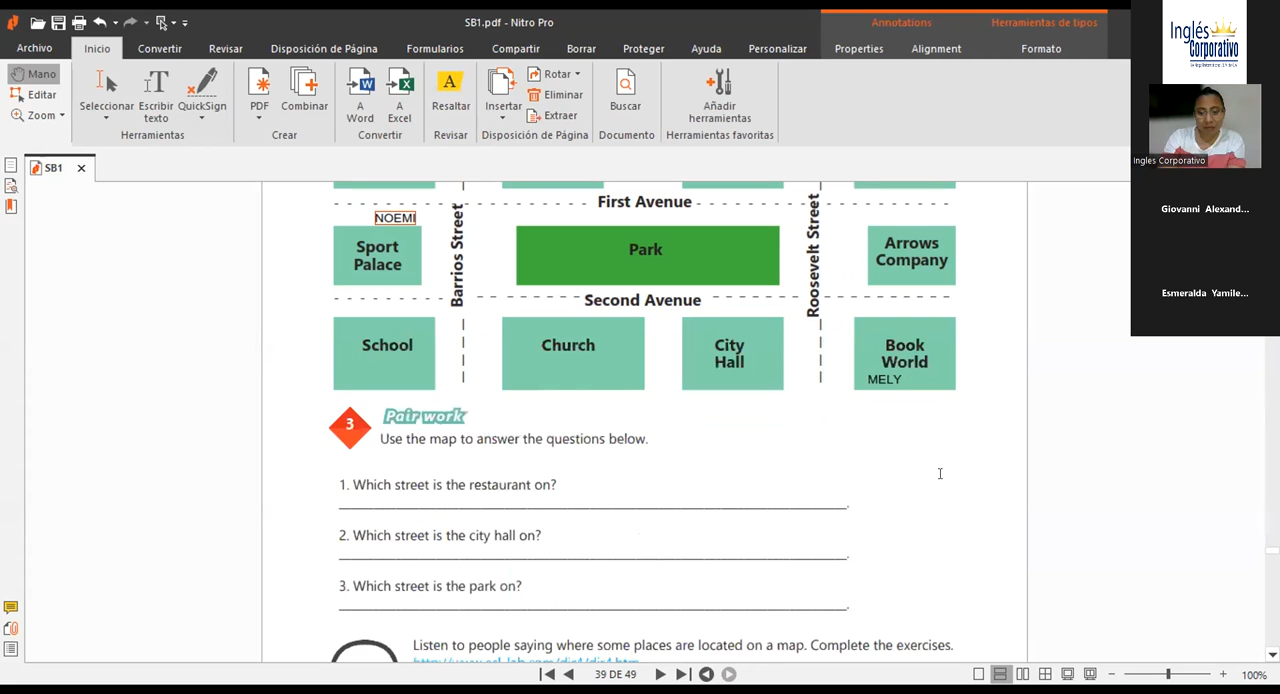 SB1.pdf - Nitro Pro
Annotations
Herramientas de tipos
Archivo
Inicio
Convertir
Revisar
Disposición de Página
Formularios
Compartir
Borrar
Proteger
Ayuda
Personalizar
Properties
Alignment
Formato
Mano
Editar
Zoom
Seleccionar
Escribir texto
QuickSign
Herramientas
PDF
Combinar
Crear
A Word
A Excel
Convertir
Resaltar
Revisar
Insertar
Rotar
Eliminar
Extraer
Disposición de Página
Buscar
Documento
Añadir herramientas
Herramientas favoritas
SB1
Inglés
Corporativo
Ingles Corporativo
Giovanni Alexand...
Esmeralda Yamile...
First Avenue
NOEMI
Sport
Palace
Barrios Street
Park
Roosevelt Street
Arrows
Company
Second Avenue
School
Church
City
Hall
Book
World
MELY
3
Pair work
Use the map to answer the questions below.
1. Which street is the restaurant on?
2. Which street is the city hall on?
3. Which street is the park on?
Listen to people saying where some places are located on a map. Complete the exercises.
39 DE 49
100%